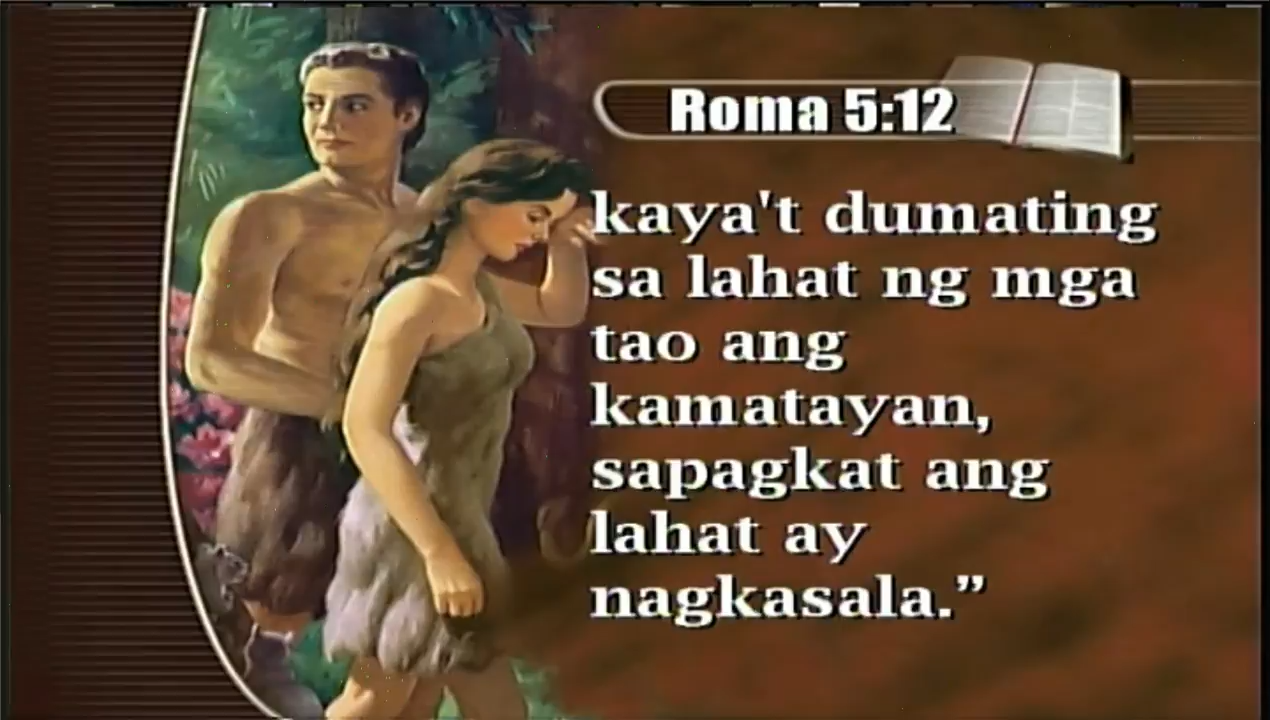 Roma 5:12
kaya't dumating
sa lahat ng mga
tao ang
kamatayan,
sapagkat ang
lahat ay
nagkasala.”